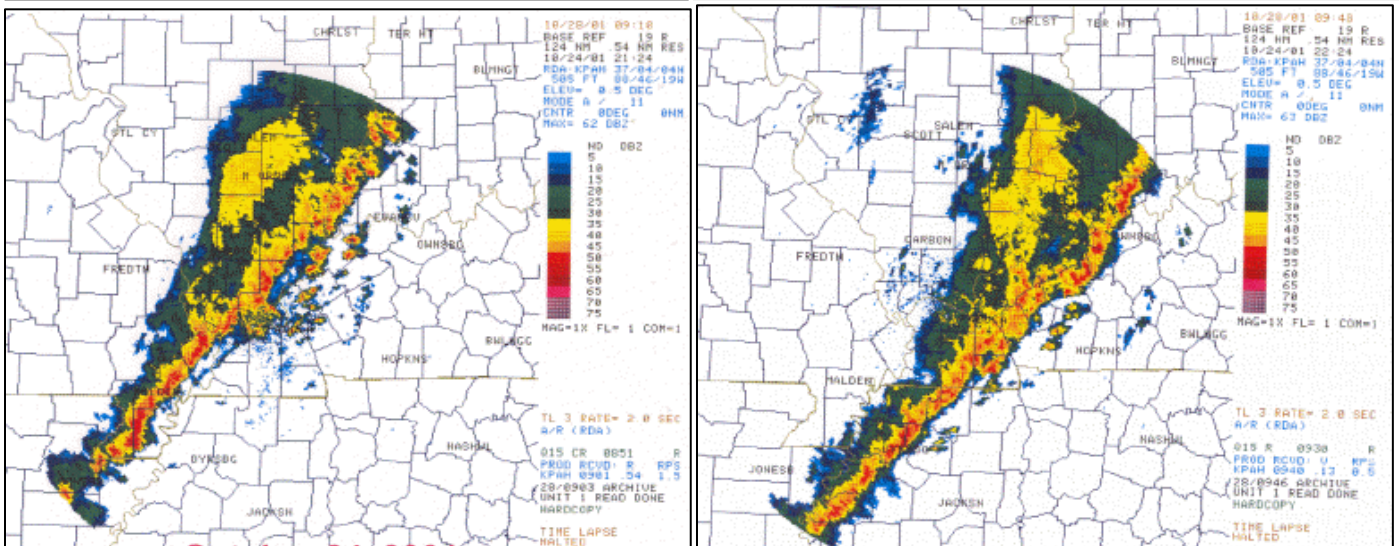 CHRLST
TER HT
BLMNGT
STL CY
FREDTN
OWNSBG
HOPKNS
BWLNGG
NASHVL
DYRSBG
JACKSN
10/28/01 09:18
BASE REF 19 R
124 NM .54 NM RES
10/24/01 21:24
RDA:KPAH 37/04/04N
505 FT 88/46/19W
ELEV= 0.5 DEG
MODE A / 11
CNTR 0DEG 0NM
MAX= 62 DBZ
ND DBZ
5
10
15
20
25
30
35
40
45
50
55
60
65
70
75
MAG=1X FL= 1 COM=1
TL 3 RATE= 2.0 SEC
A/R (RDA)
015 CR 0851 R
PROD RCVD: R RPS
KPAH 0901 .54 1.5
28/0903 ARCHIVE
UNIT 1 READ DONE
HARDCOPY
TIME LAPSE
HALTED
CHRLST
TER HT
BLMNGT
STL CY
SALEM
SCOTT
CARBON
FREDTN
BWLNGG
HOPKNS
MALDEN
NASHVL
JONESB
JACKSN
10/28/01 09:48
BASE REF 19 R
124 NM .54 NM RES
10/24/01 22:24
RDA:KPAH 37/04/04N
505 FT 88/46/19W
ELEV= 0.5 DEG
MODE A / 11
CNTR 0DEG 0NM
MAX= 63 DBZ
ND DBZ
5
10
15
20
25
30
35
40
45
50
55
60
65
70
75
MAG=1X FL= 1 COM=1
TL 3 RATE= 2.0 SEC
A/R (RDA)
015 R 0930 R
PROD RCVD: V RPS
KPAH 0940 .13 0.5
28/0946 ARCHIVE
UNIT 1 READ DONE
HARDCOPY
TIME LAPSE
HALTED